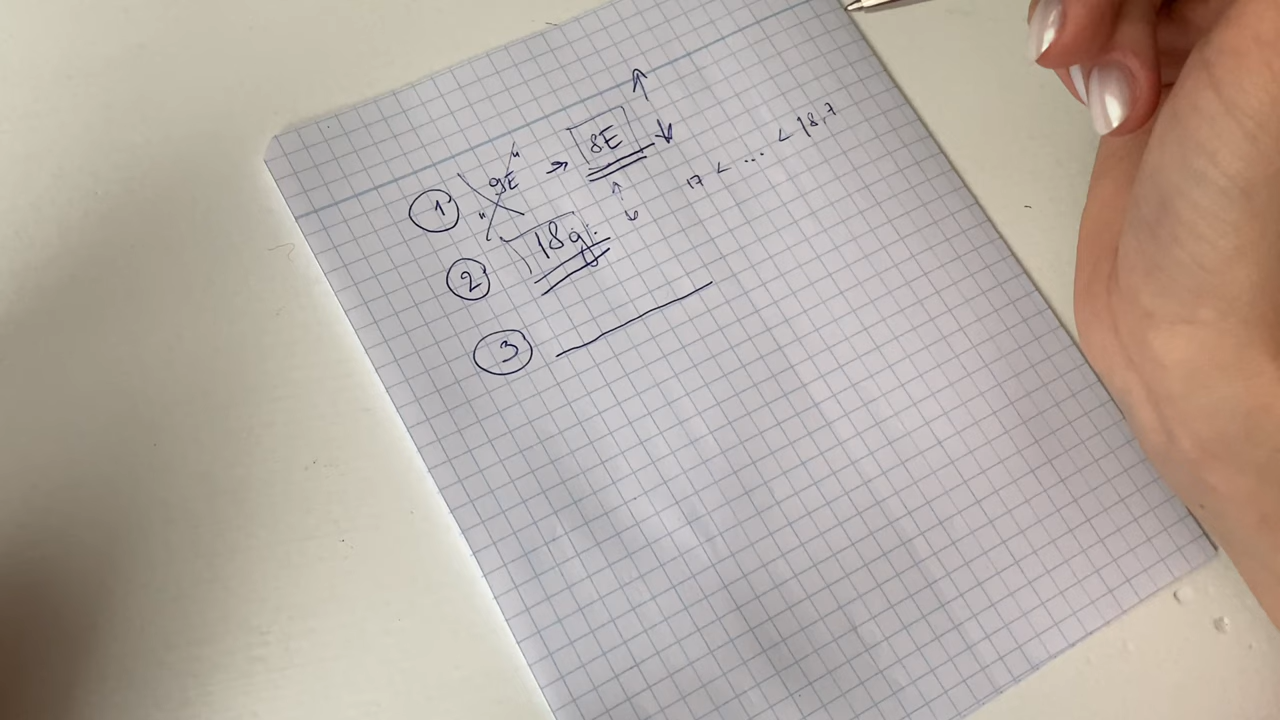 1 "9E" → 8E ↑ ↓
17 < ... < 18,7
2 18g. ↑ ↓
3